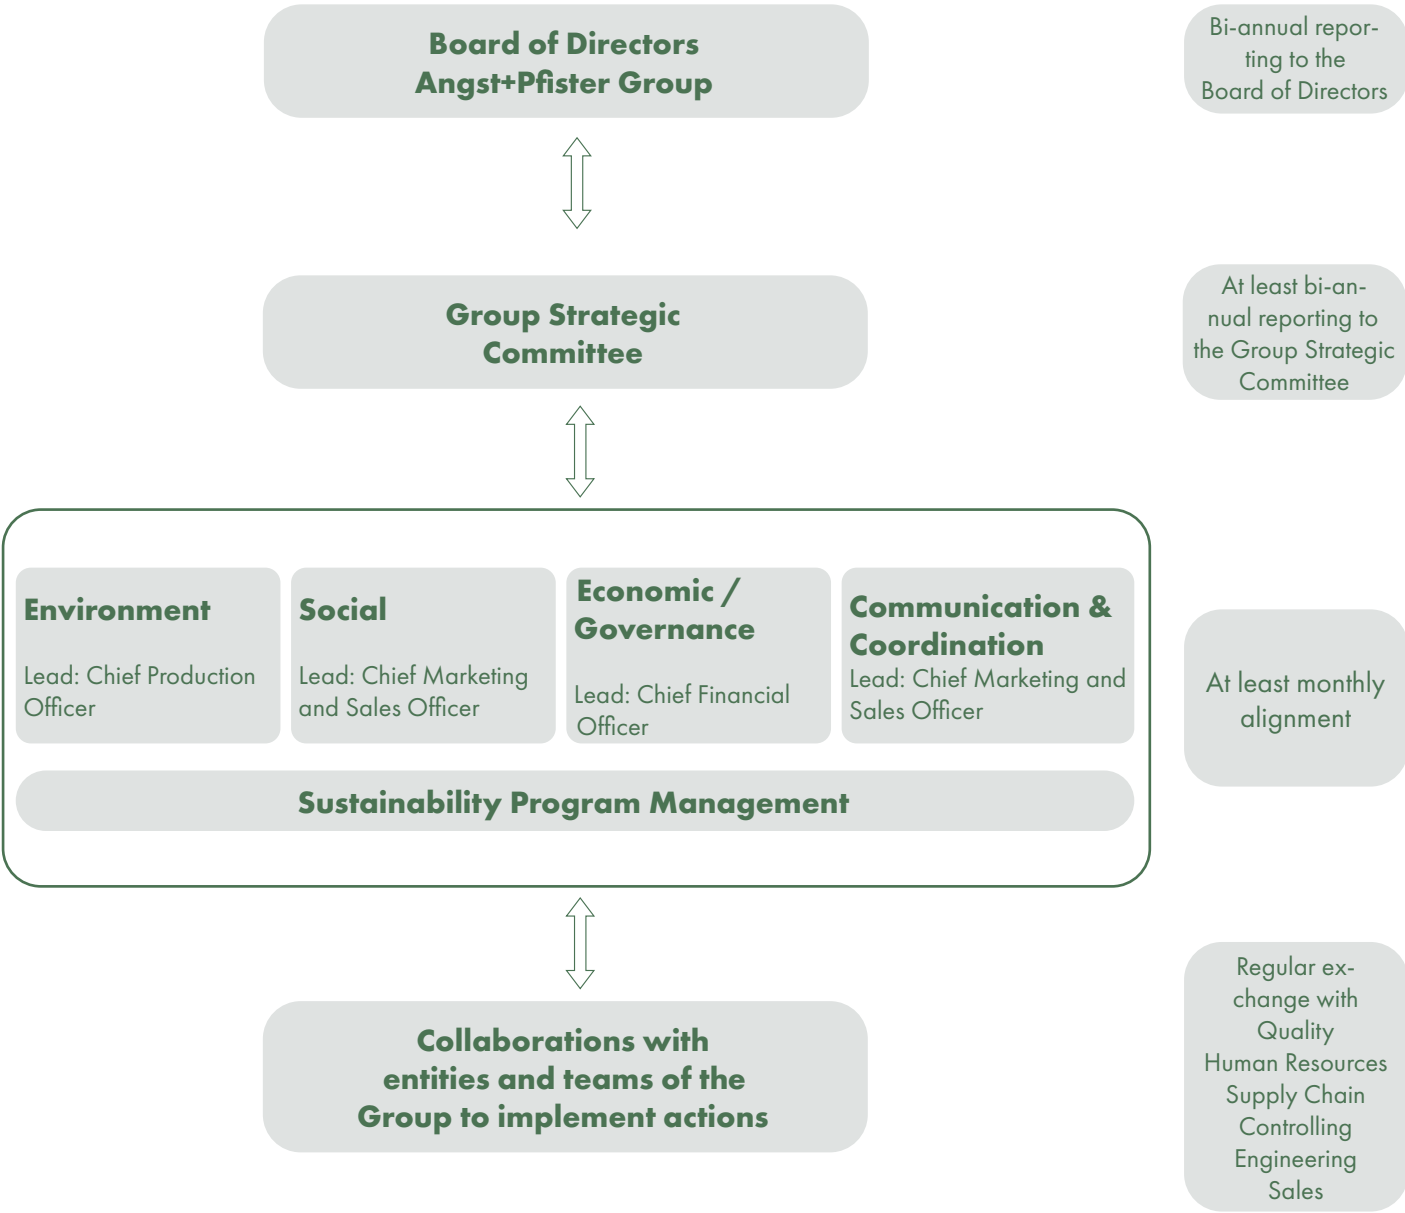 Board of Directors
Angst+Pfister Group
Bi-annual repor-
ting to the
Board of Directors
Group Strategic
Committee
At least bi-an-
nual reporting to
the Group Strategic
Committee
Environment
Lead: Chief Production
Officer
Social
Lead: Chief Marketing
and Sales Officer
Economic /
Governance
Lead: Chief Financial
Officer
Communication &
Coordination
Lead: Chief Marketing and
Sales Officer
Sustainability Program Management
At least monthly
alignment
Collaborations with
entities and teams of the
Group to implement actions
Regular ex-
change with
Quality
Human Resources
Supply Chain
Controlling
Engineering
Sales